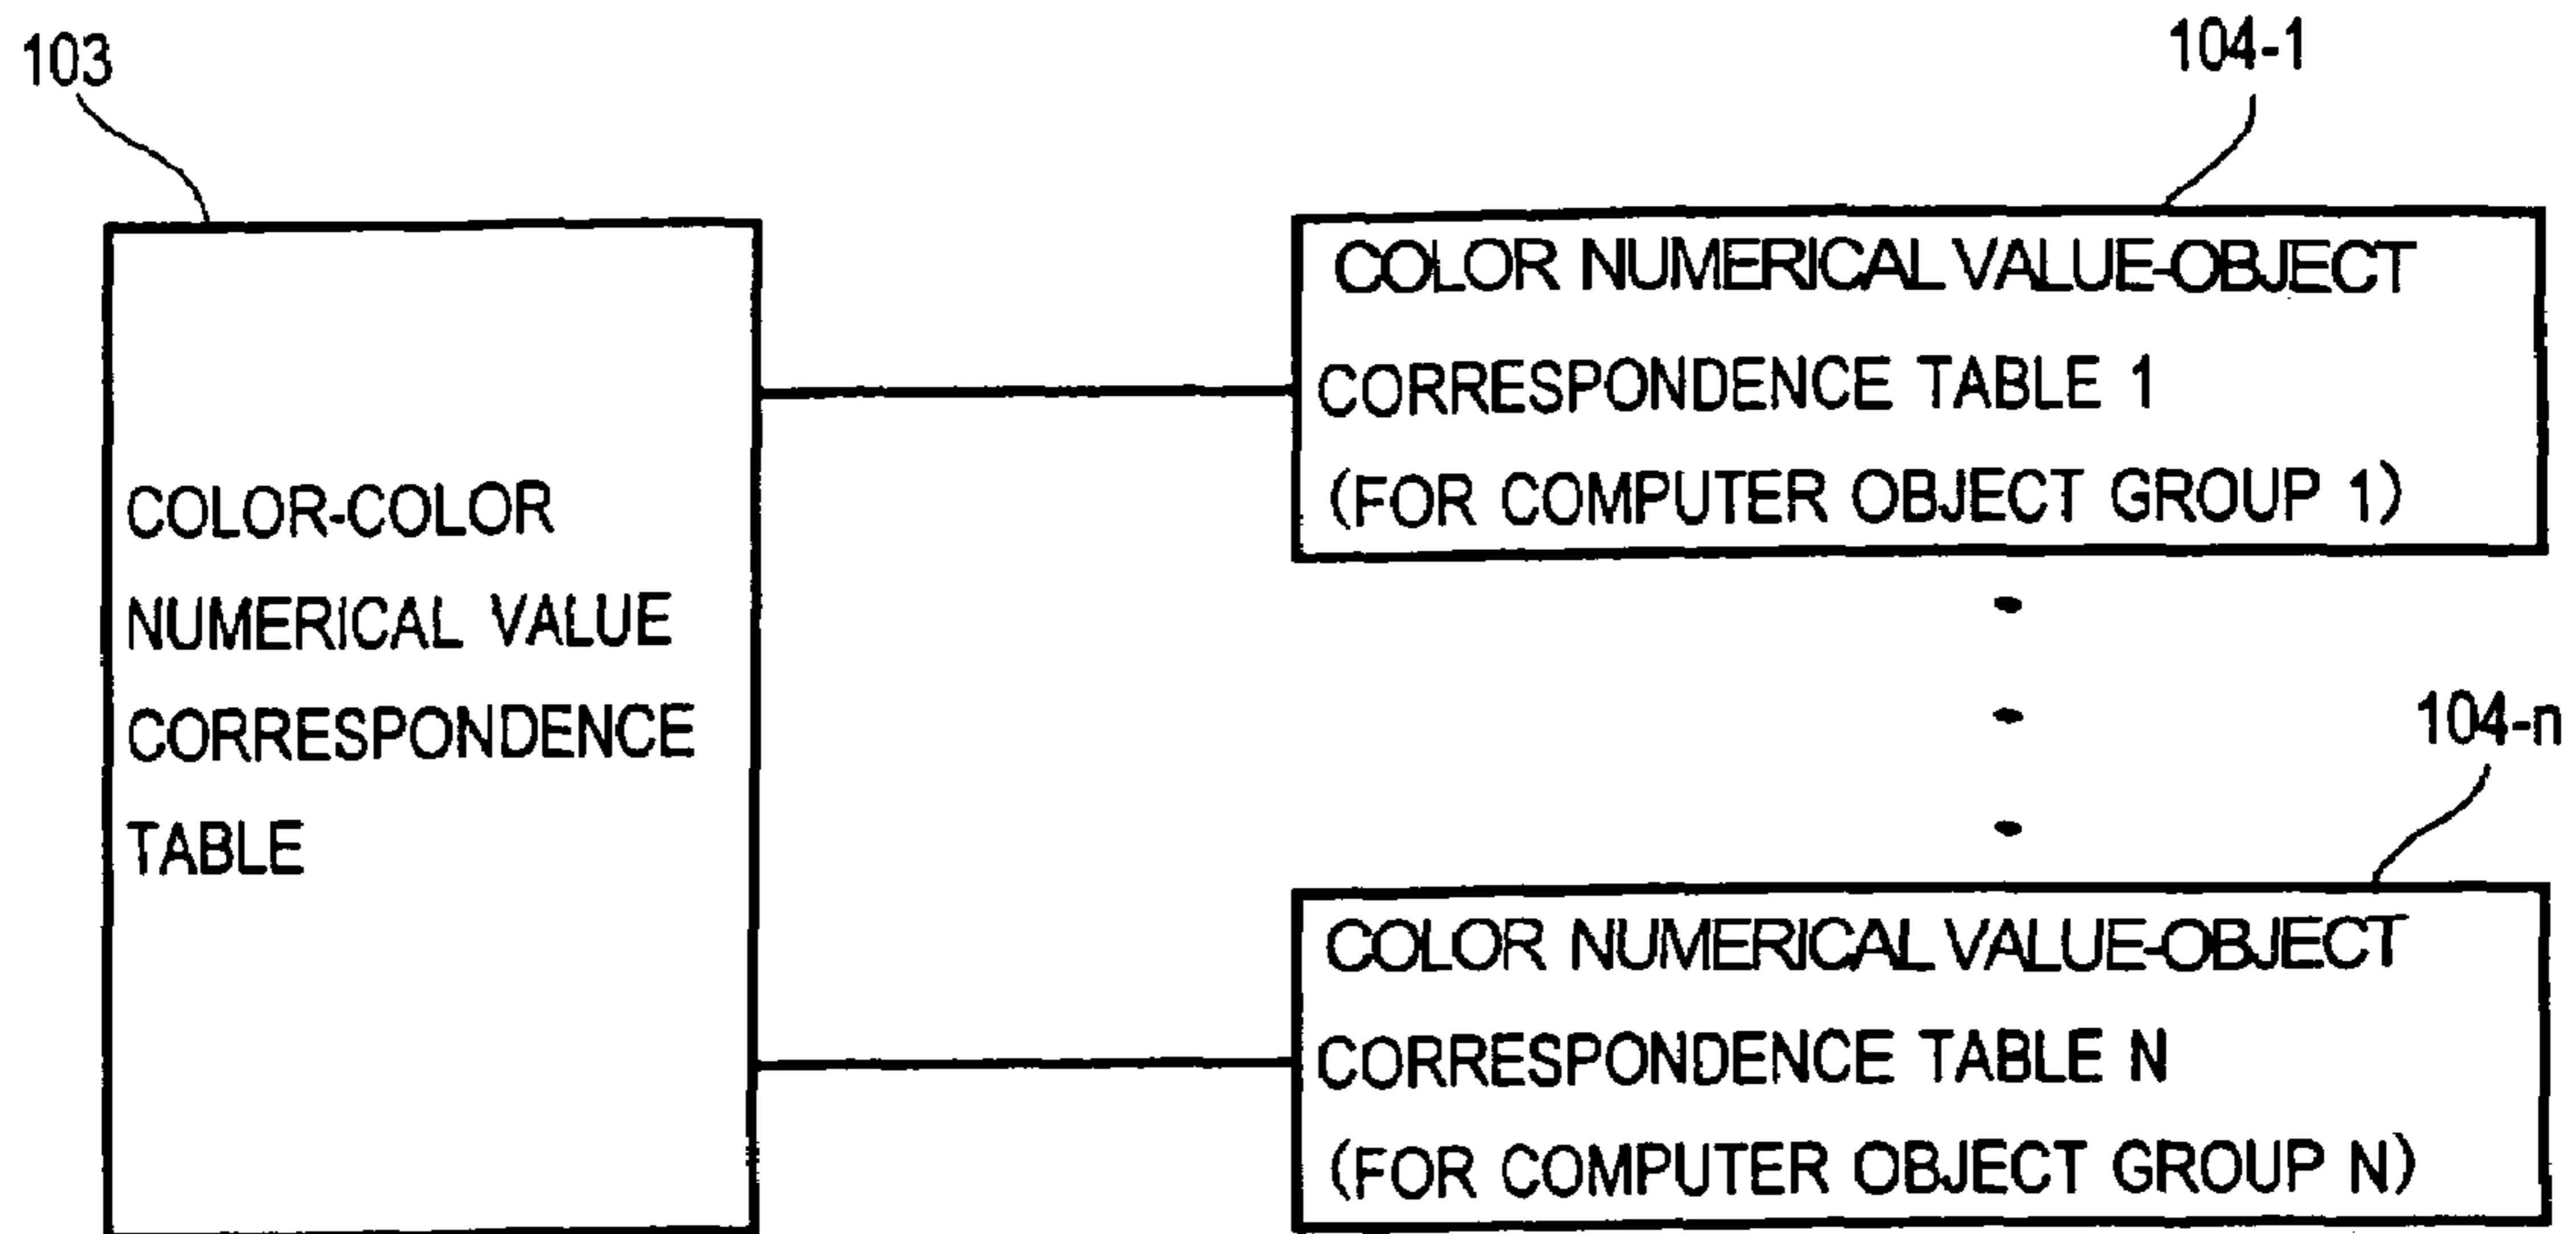 103
104-1
COLOR-COLOR
NUMERICAL VALUE
CORRESPONDENCE
TABLE
COLOR NUMERICAL VALUE-OBJECT
CORRESPONDENCE TABLE 1
(FOR COMPUTER OBJECT GROUP 1)
104-n
COLOR NUMERICAL VALUE-OBJECT
CORRESPONDENCE TABLE N
(FOR COMPUTER OBJECT GROUP N)